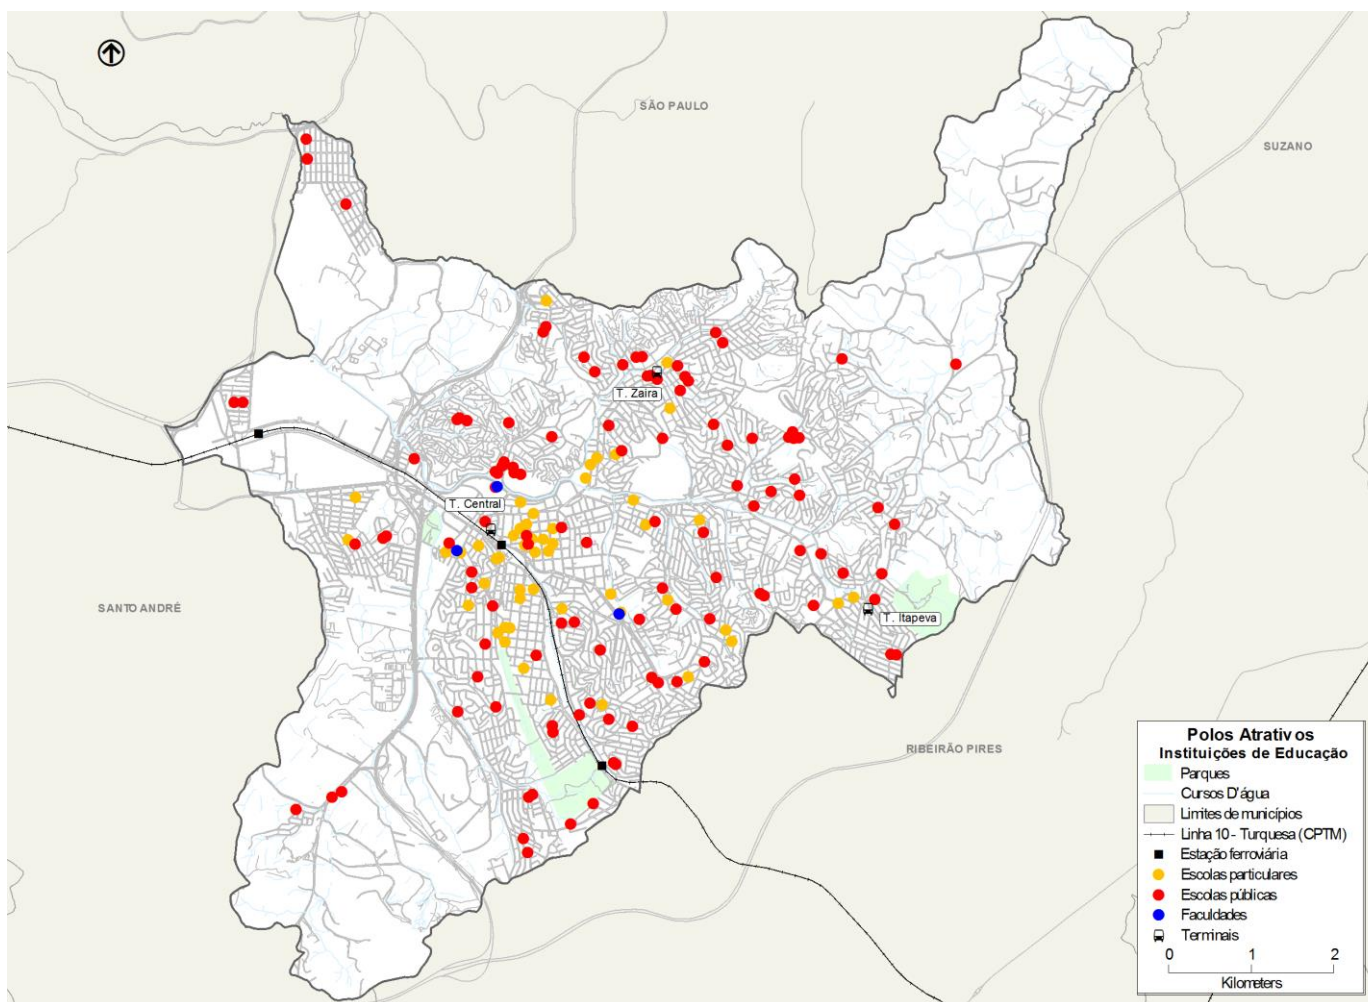 SÃO PAULO
SUZANO
T. Zaira
T. Central
SANTO ANDRÉ
T. Itapeva
RIBEIRÃO PIRES
Polos Atrativos
Instituições de Educação
Parques
Cursos D'água
Limites de municípios
Linha 10 - Turquesa (CPTM)
Estação ferroviária
Escolas particulares
Escolas públicas
Faculdades
Terminais
0 1 2
Kilometers